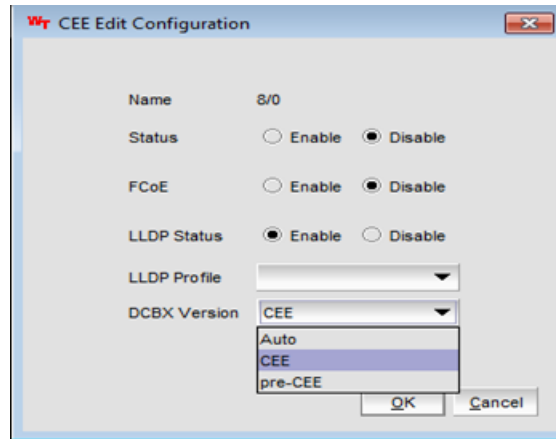 WT CEE Edit Configuration
Name 8/0
Status Enable Disable
FCoE Enable Disable
LLDP Status Enable Disable
LLDP Profile
DCBX Version CEE
Auto
CEE
pre-CEE
OK Cancel